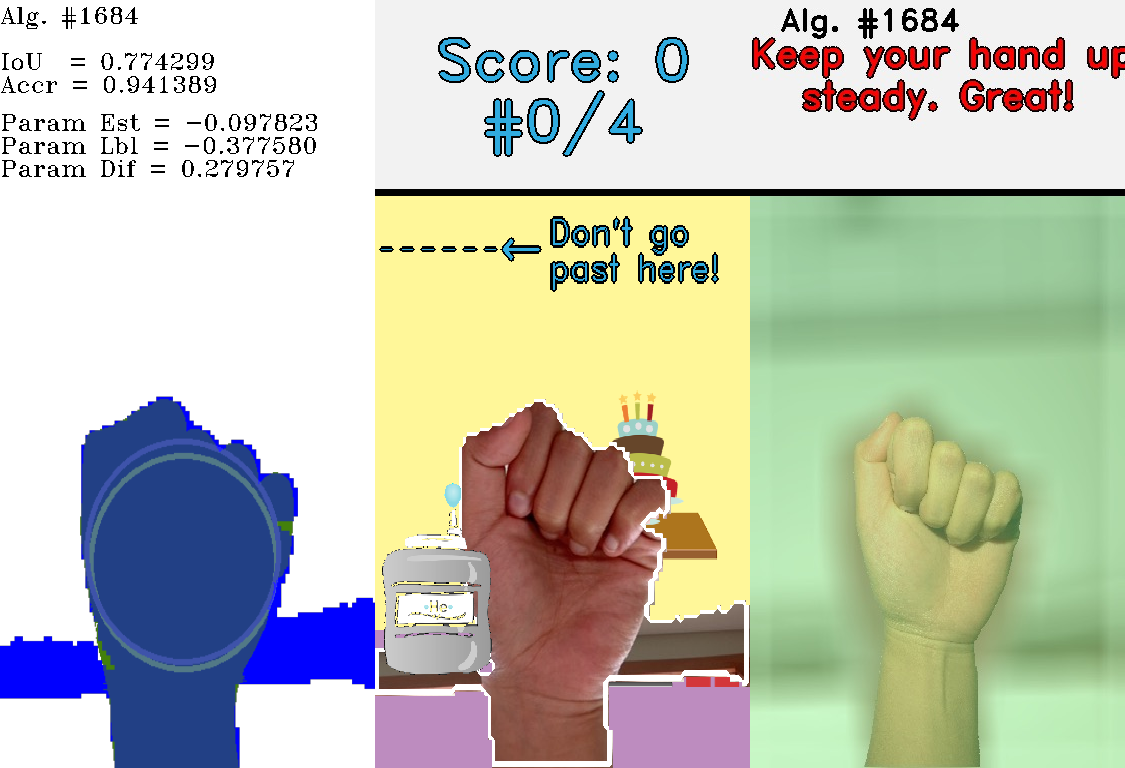 Alg. #1684
IoU = 0.774299
Accr = 0.941389
Param Est = −0.097823
Param Lbl = −0.377580
Param Dif = 0.279757
Score: 0
#0/4
Don't go
past here!
Alg. #1684
Keep your hand up
steady. Great!